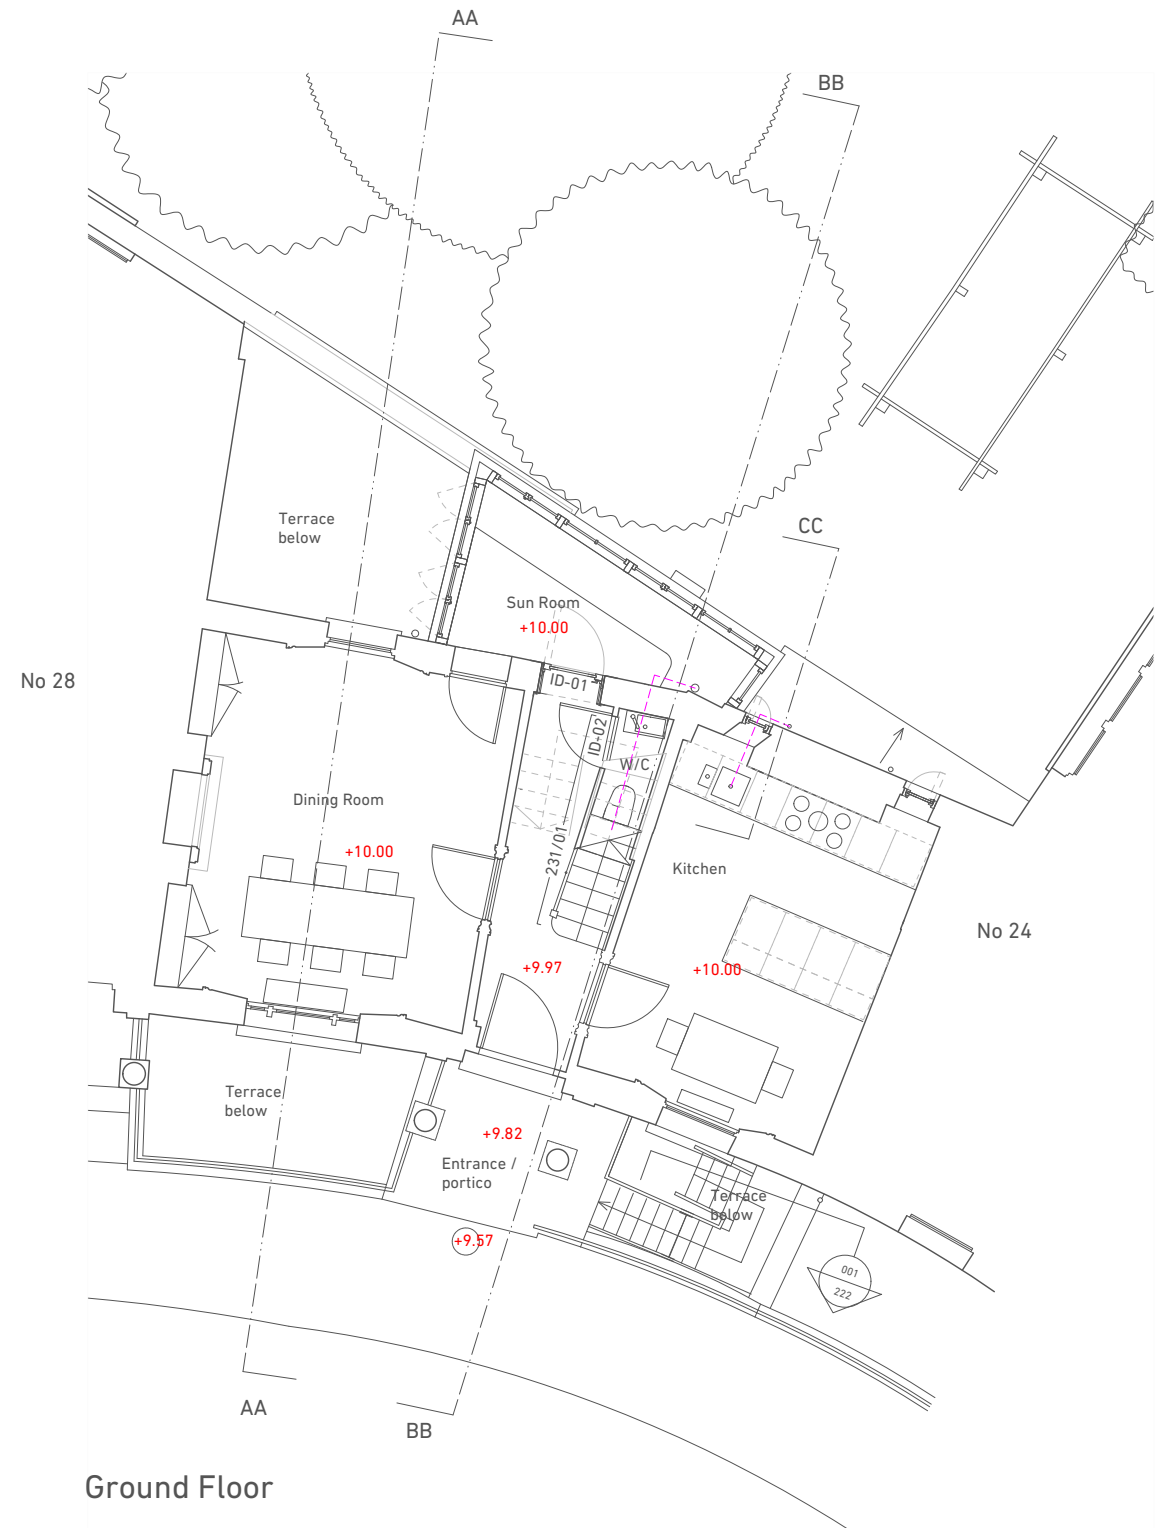 AA
BB
CC
Terrace
below
Sun Room
+10.00
No 28
ID-01
ID-02
W/C
Dining Room
+10.00
231/01
Kitchen
No 24
+9.97
+10.00
Terrace
below
+9.82
Entrance /
portico
Terrace
below
+9.57
001
222
AA
BB
Ground Floor